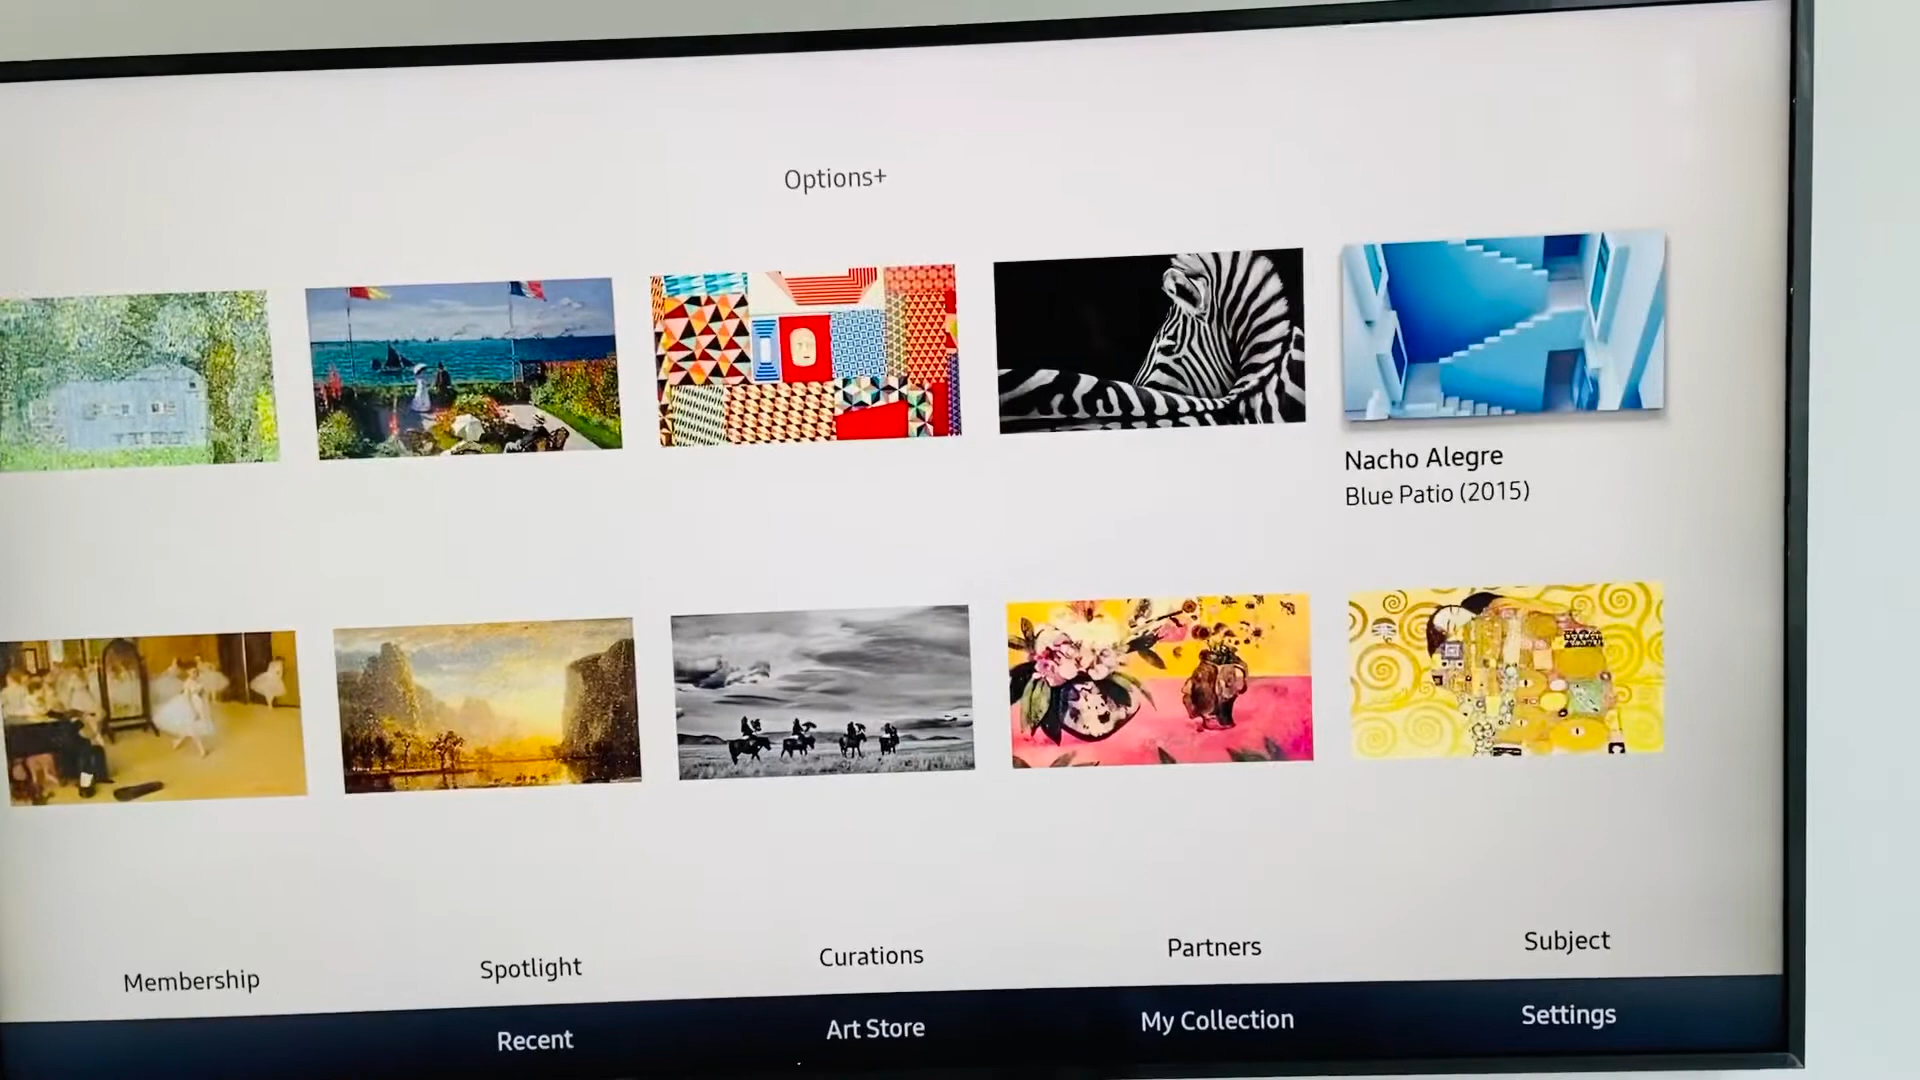 Options+
Nacho Alegre
Blue Patio (2015)
Membership
Spotlight
Curations
Partners
Subject
Recent
Art Store
My Collection
Settings